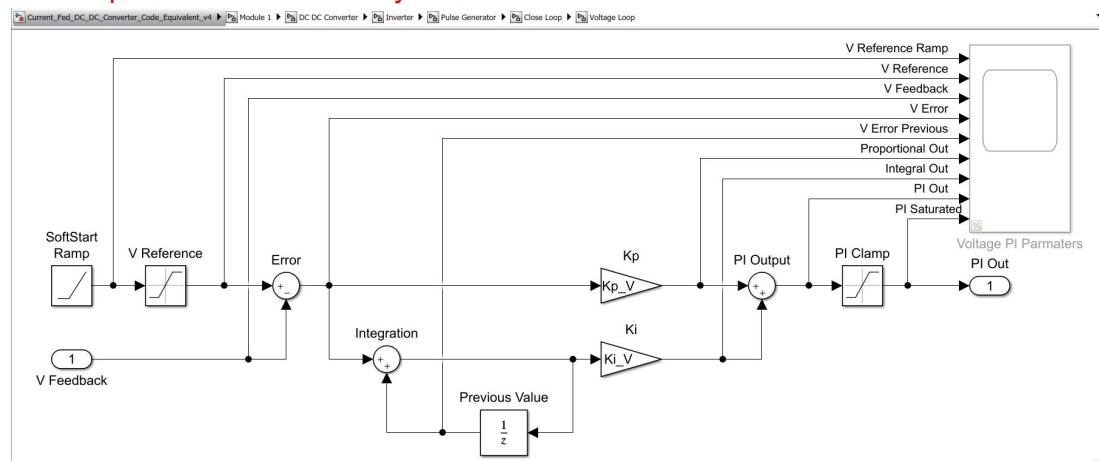 Current_Fed_DC_DC_Converter_Code_Equivalent_v4 Module 1 DC DC Converter Inverter Pulse Generator Close Loop Voltage Loop
V Reference Ramp
V Reference
V Feedback
V Error
V Error Previous
Proportional Out
Integral Out
PI Out
PI Saturated
Voltage PI Parmaters
SoftStart
Ramp
V Reference
Error
Kp
Kp_V
PI Output
PI Clamp
PI Out
1
1
V Feedback
Integration
Ki
Ki_V
Previous Value
1
z